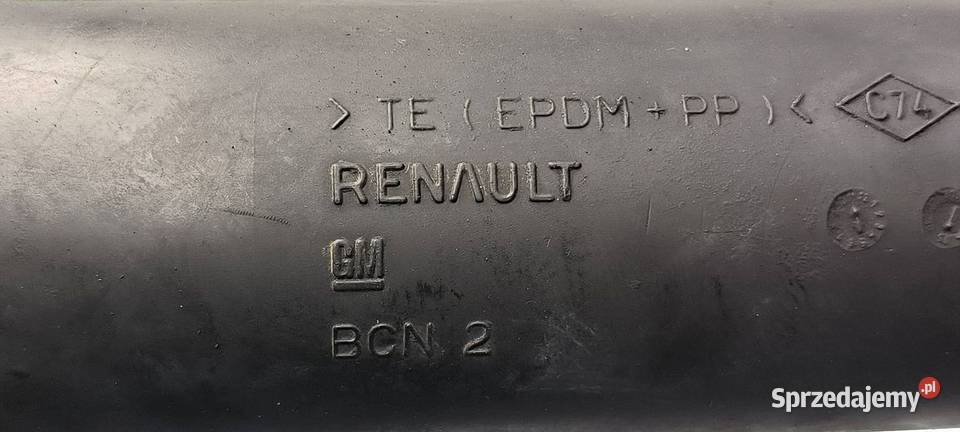 >TE (EPDM+PP)< C74
RENAULT
GM
BCN 2
Sprzedajemy.pl